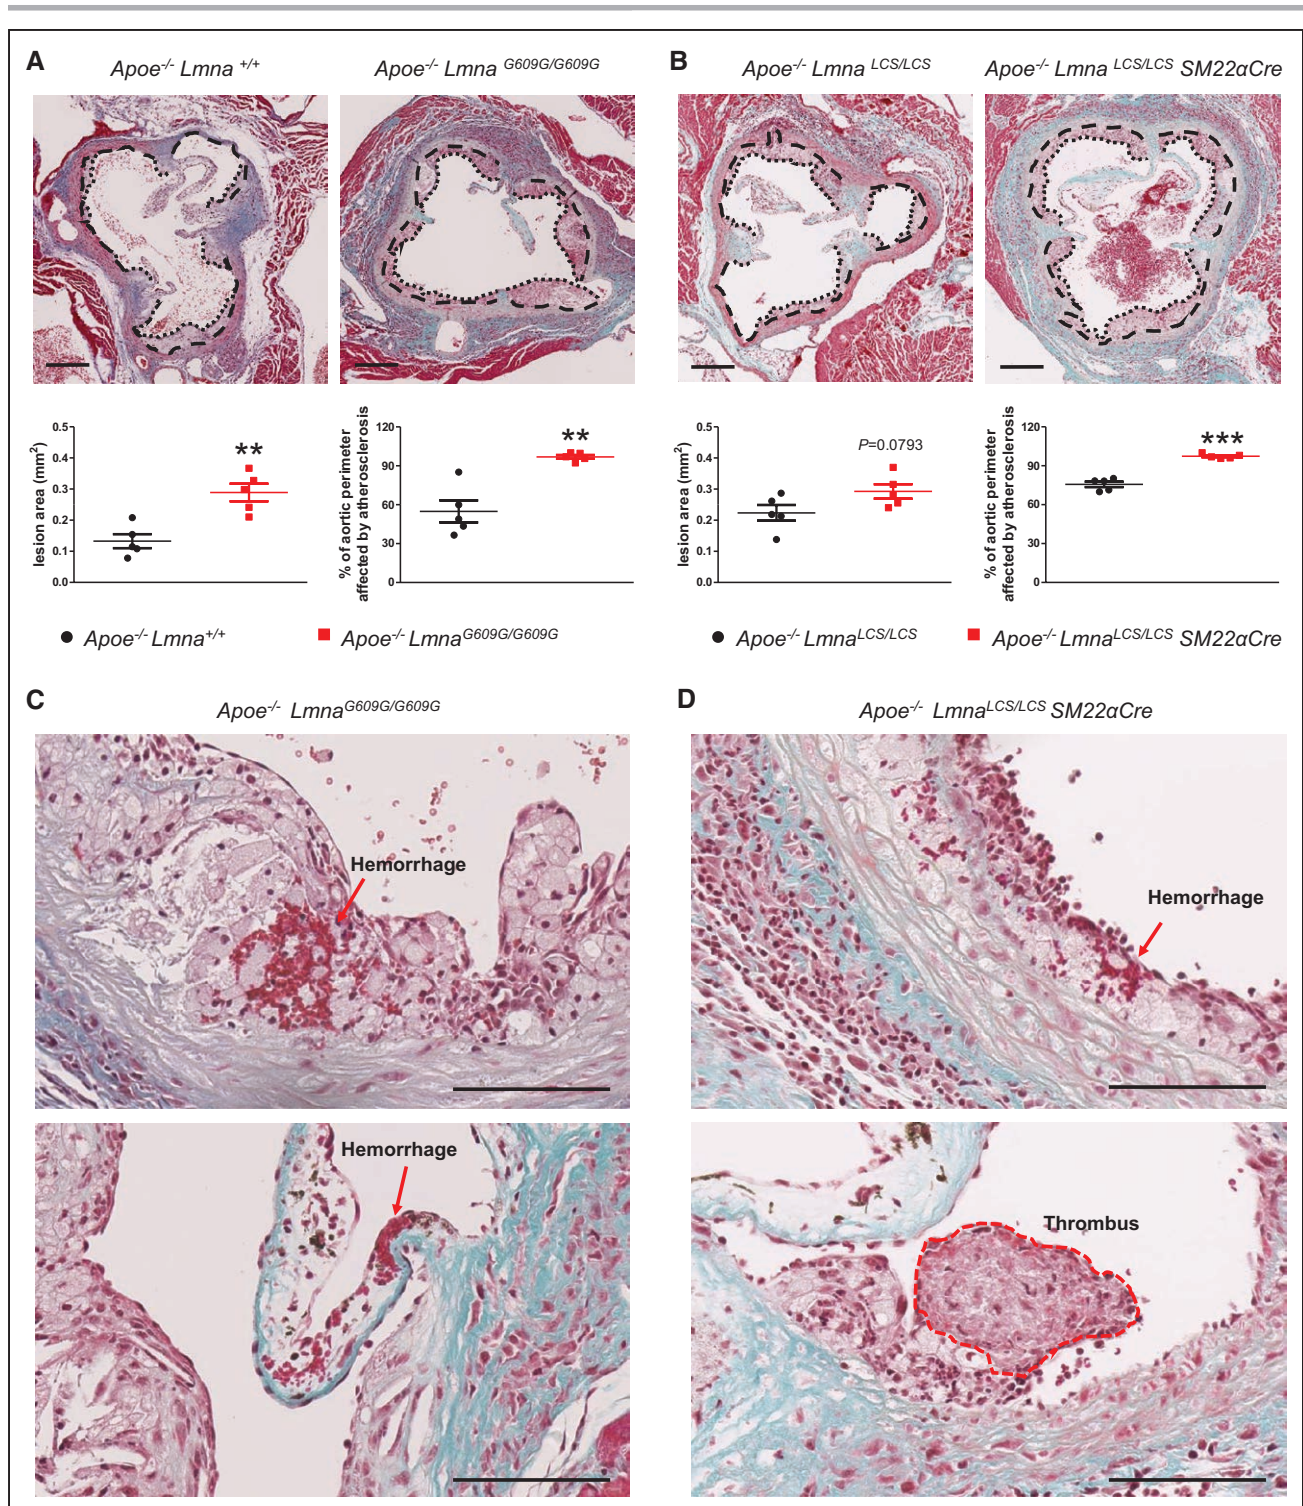 A
Apoe-/- Lmna +/+
Apoe-/- Lmna G609G/G609G
B
Apoe-/- Lmna LCS/LCS
Apoe-/- Lmna LCS/LCS SM22αCre
lesion area (mm2)
0.5
0.4
0.3
0.2
0.1
0.0
**
% of aortic perimeter
affected by atherosclerosis
120
90
60
30
0
**
lesion area (mm2)
0.5
0.4
0.3
0.2
0.1
0.0
P=0.0793
% of aortic perimeter
affected by atherosclerosis
120
90
60
30
0
***
Apoe-/- Lmna+/+
Apoe-/- LmnaG609G/G609G
Apoe-/- LmnaLCS/LCS
Apoe-/- LmnaLCS/LCS SM22αCre
C
Apoe-/- LmnaG609G/G609G
D
Apoe-/- LmnaLCS/LCS SM22αCre
Hemorrhage
Hemorrhage
Hemorrhage
Thrombus